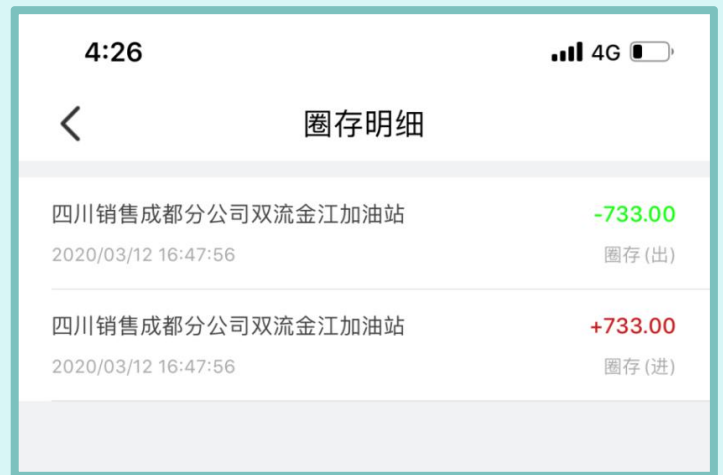 4:26 4G
圈存明细
四川销售成都分公司双流金江加油站 -733.00
2020/03/12 16:47:56 圈存(出)
四川销售成都分公司双流金江加油站 +733.00
2020/03/12 16:47:56 圈存(进)